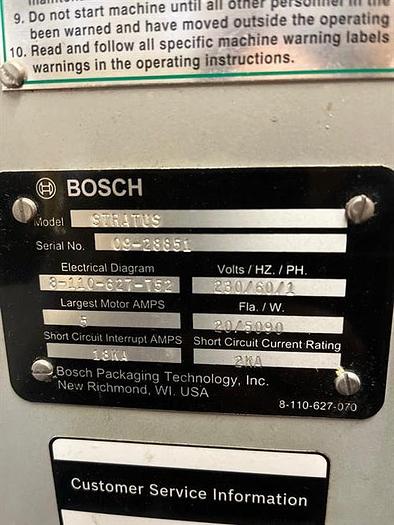 9. Do not start machine until all other personnel in the
been warned and have moved outside the operating
10. Read and follow all specific machine warning labels
warnings in the operating instructions.
BOSCH
Model STRATUS
Serial No. 09-28851
Electrical Diagram Volts / HZ. / PH.
8-110-627-T52 230/60/1
Largest Motor AMPS Fla. / W.
5 20/5090
Short Circuit Interrupt AMPS Short Circuit Current Rating
18KA 2KA
Bosch Packaging Technology, Inc.
New Richmond, WI. USA
8-110-627-070
Customer Service Information